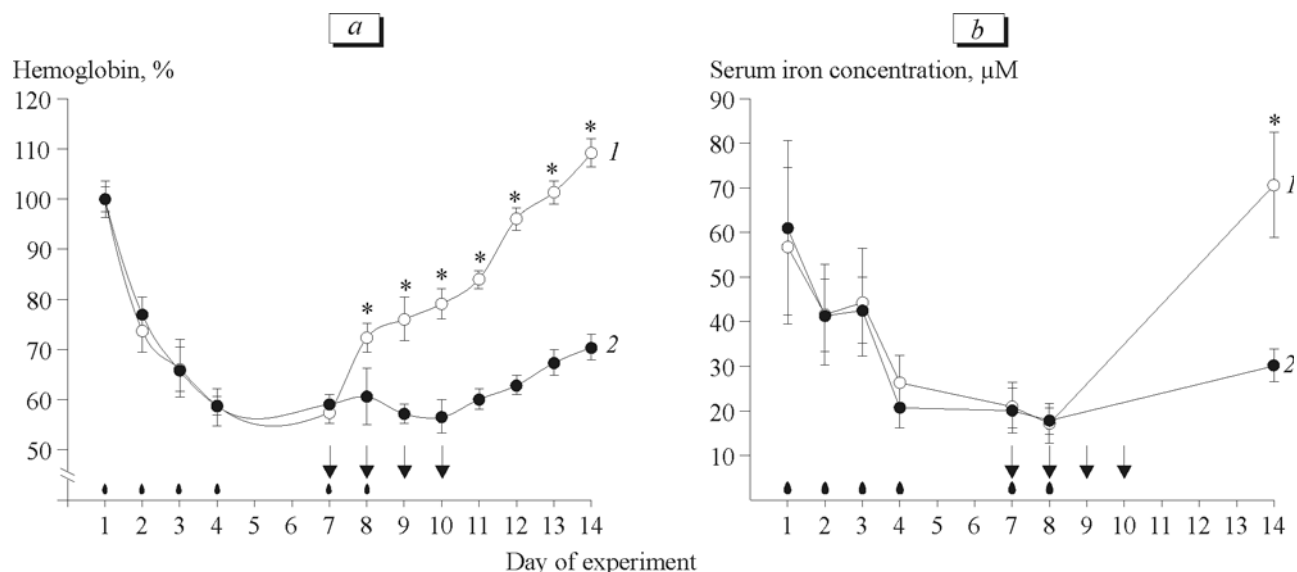 a
Hemoglobin, %
120
110
100
90
80
70
60
50
* * * * * * *
1
2
1 2 3 4 5 6 7 8 9 10 11 12 13 14
b
Serum iron concentration, μM
90
80
70
60
50
40
30
20
10
*
1
2
1 2 3 4 5 6 7 8 9 10 11 12 13 14
Day of experiment